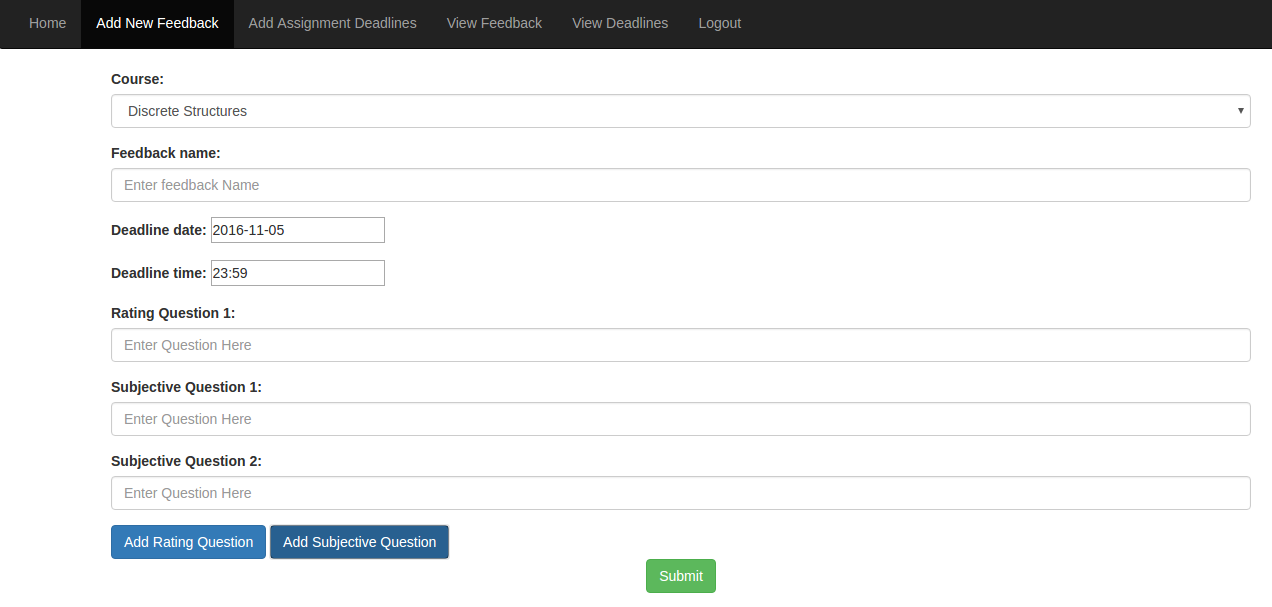 Home Add New Feedback Add Assignment Deadlines View Feedback View Deadlines Logout
Course:
Discrete Structures
Feedback name:
Enter feedback Name
Deadline date: 2016-11-05
Deadline time: 23:59
Rating Question 1:
Enter Question Here
Subjective Question 1:
Enter Question Here
Subjective Question 2:
Enter Question Here
Add Rating Question Add Subjective Question
Submit